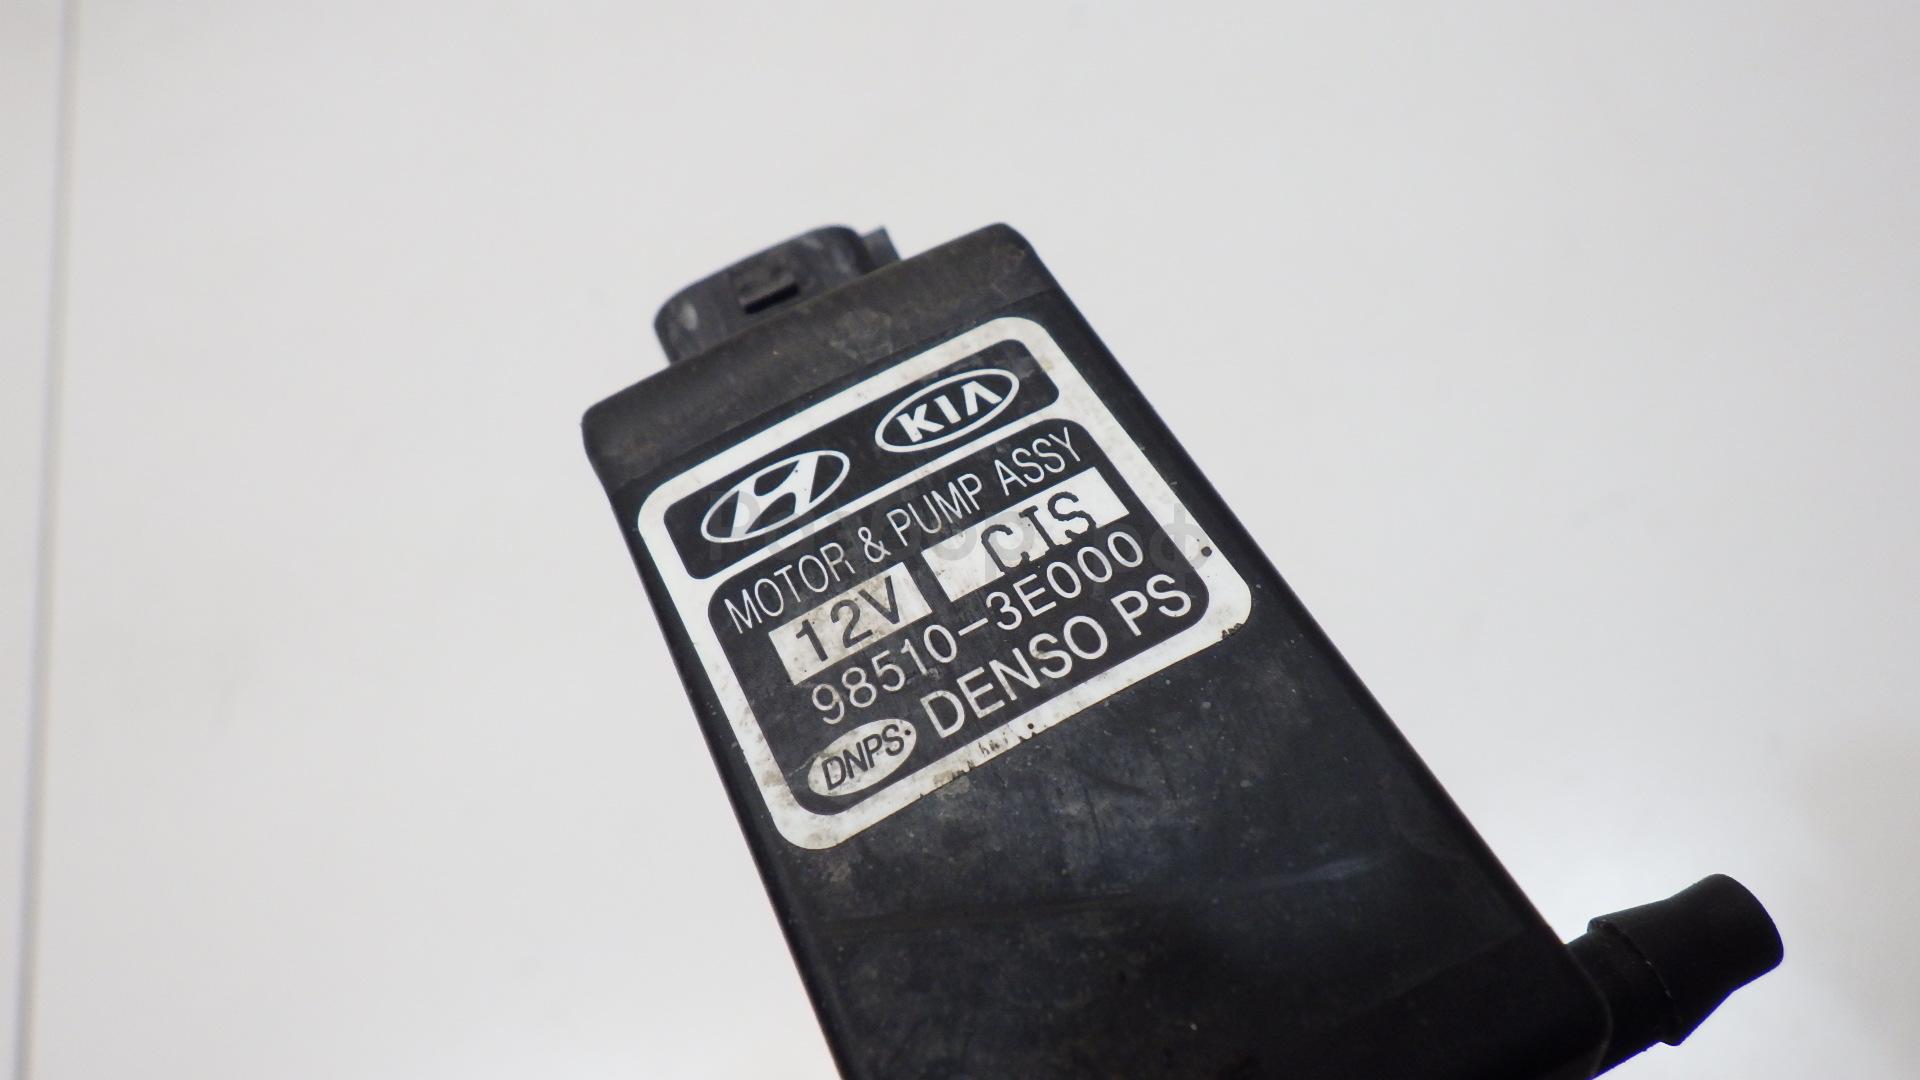 KIA
MOTOR & PUMP ASSY
12V CIS
98510-3E000
DNPS DENSO PS